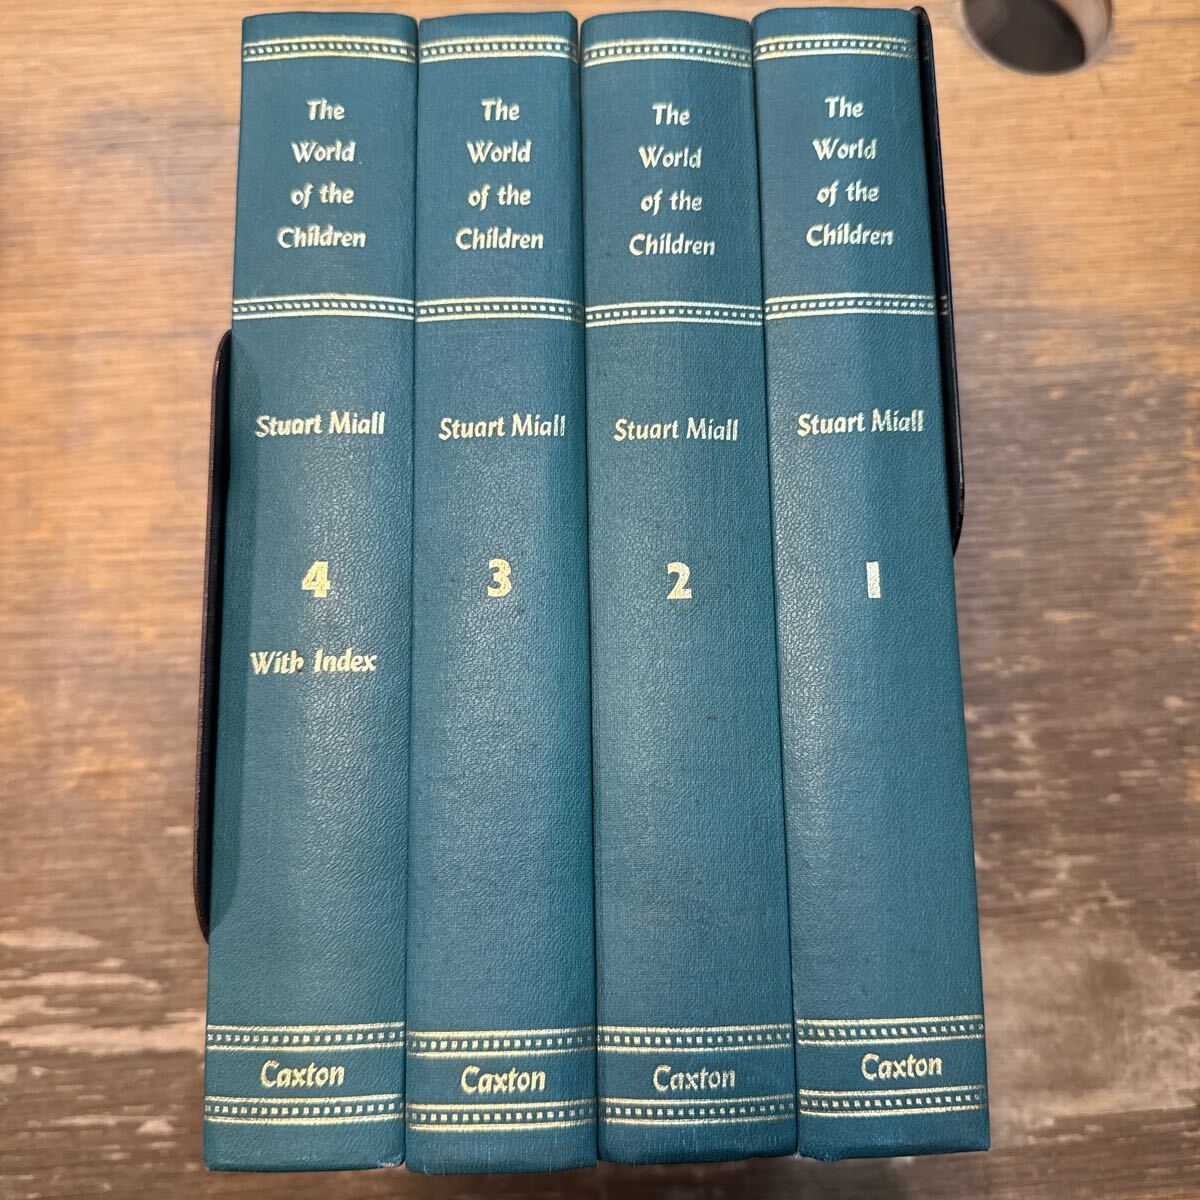 The
World
of the
Children
Stuart Miall
4
With Index
Caxton
The
World
of the
Children
Stuart Miall
3
Caxton
The
World
of the
Children
Stuart Miall
2
Caxton
The
World
of the
Children
Stuart Miall
1
Caxton